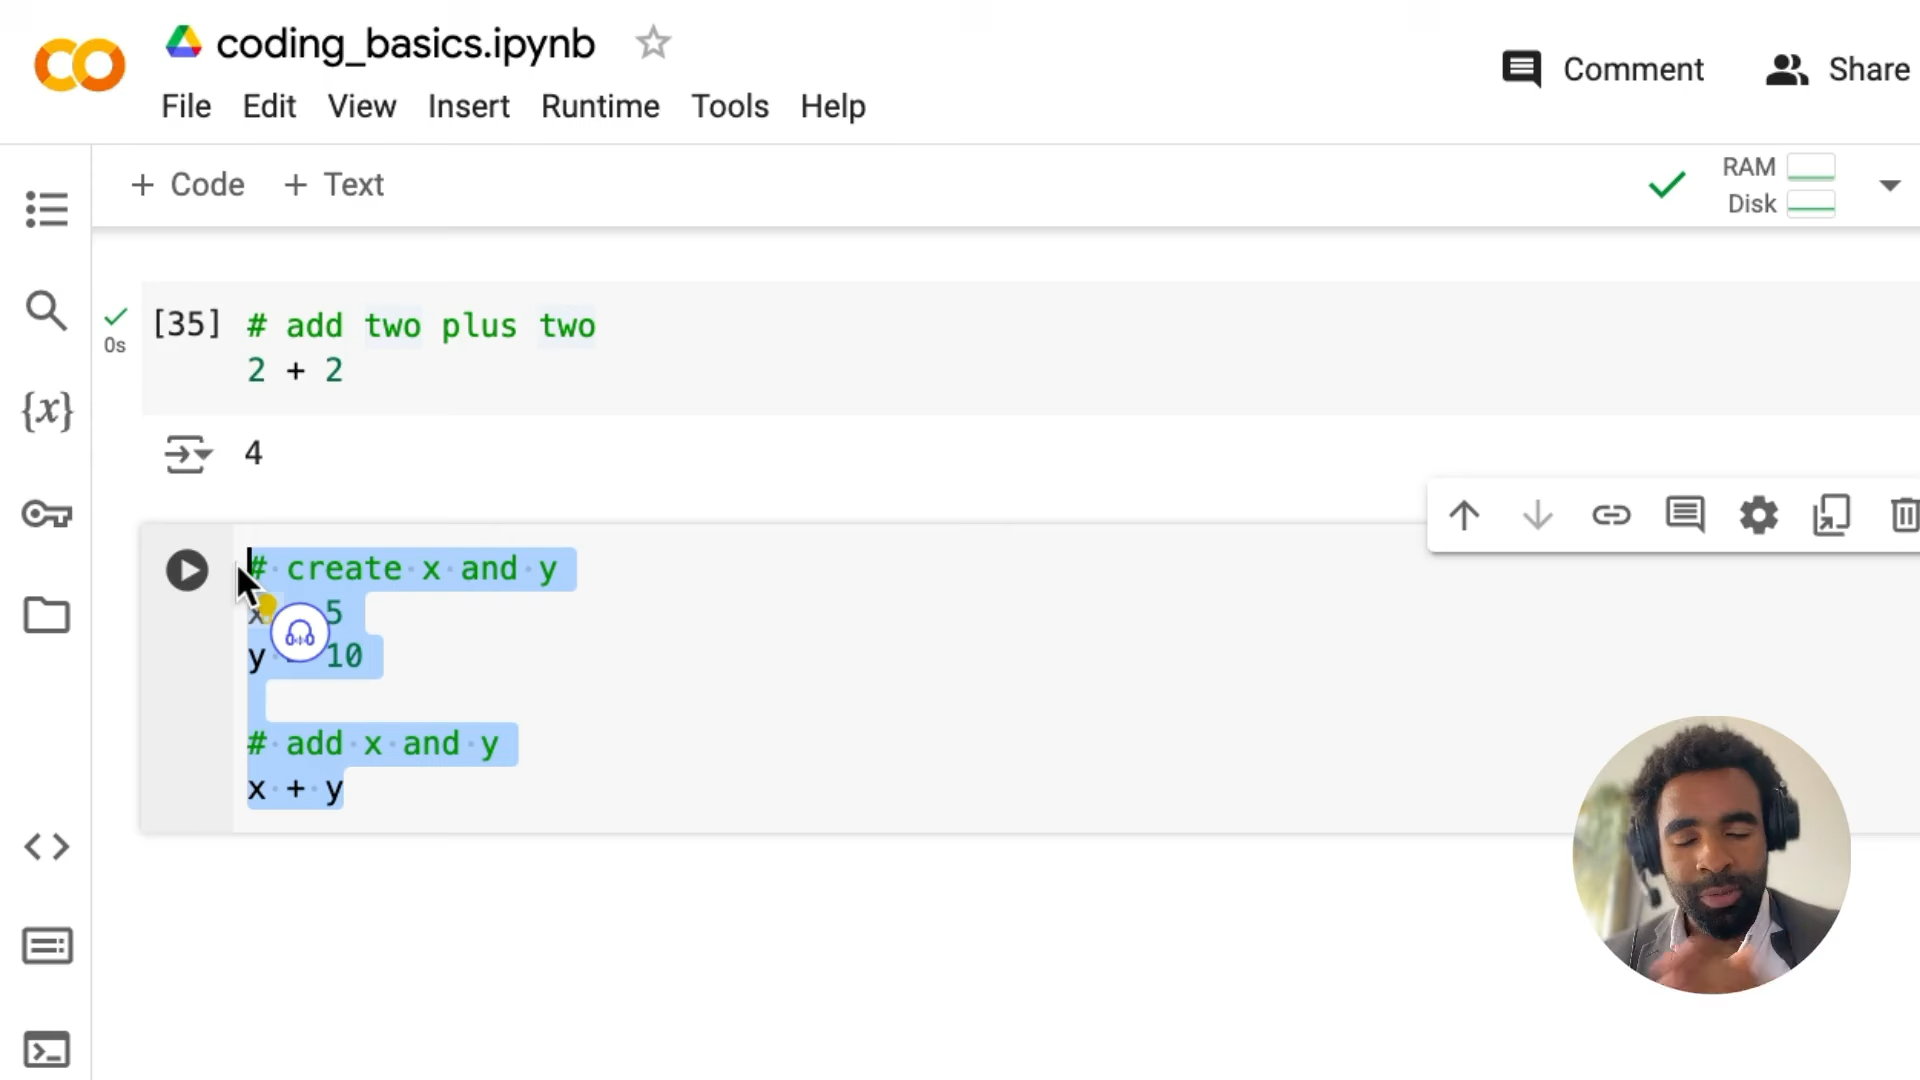 coding_basics.ipynb
Comment
Share
File Edit View Insert Runtime Tools Help
+ Code + Text
RAM
Disk
{x}
[35] # add two plus two
0s
2 + 2
4
# create x and y
x 5
y 10
# add x and y
x + y